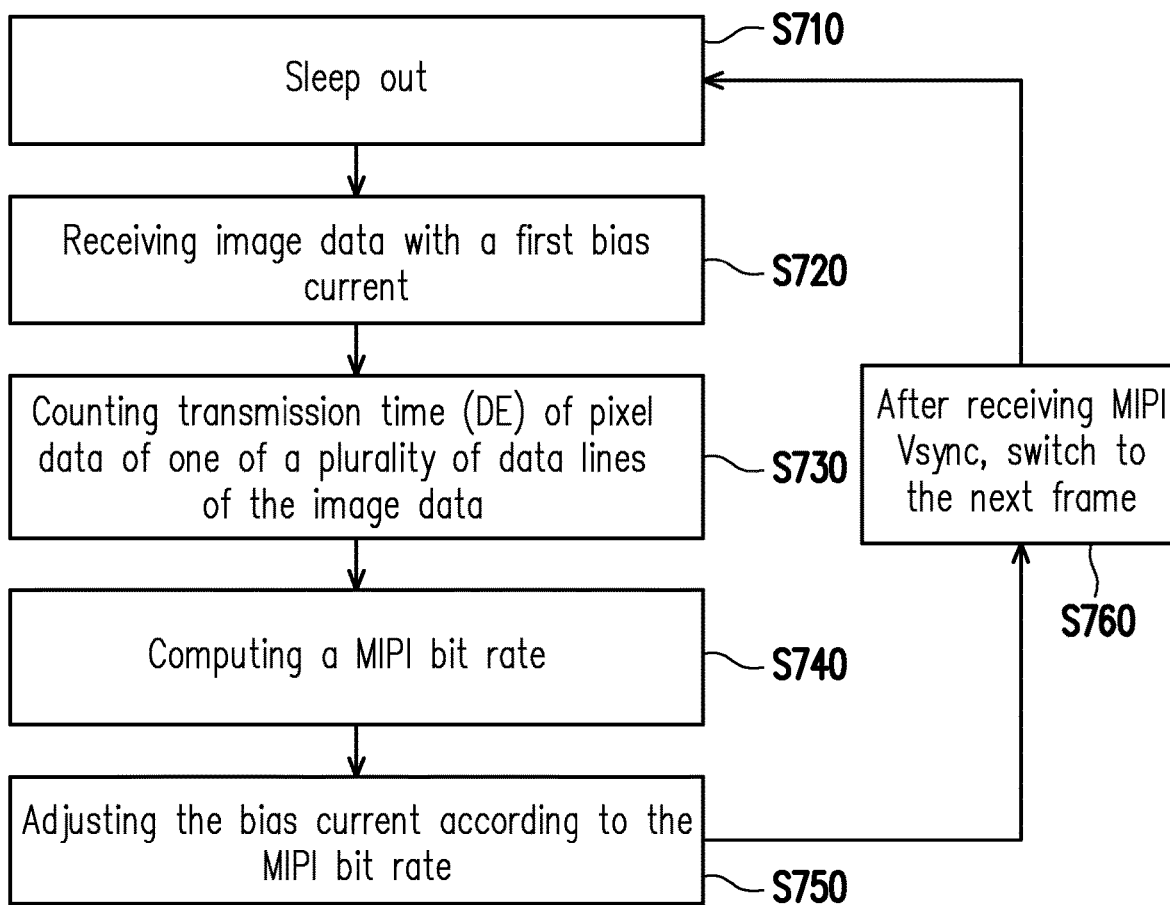 Sleep out
S710
Receiving image data with a first bias
current
S720
Counting transmission time (DE) of pixel
data of one of a plurality of data lines
of the image data
S730
Computing a MIPI bit rate
S740
Adjusting the bias current according to the
MIPI bit rate
S750
After receiving MIPI
Vsync, switch to
the next frame
S760